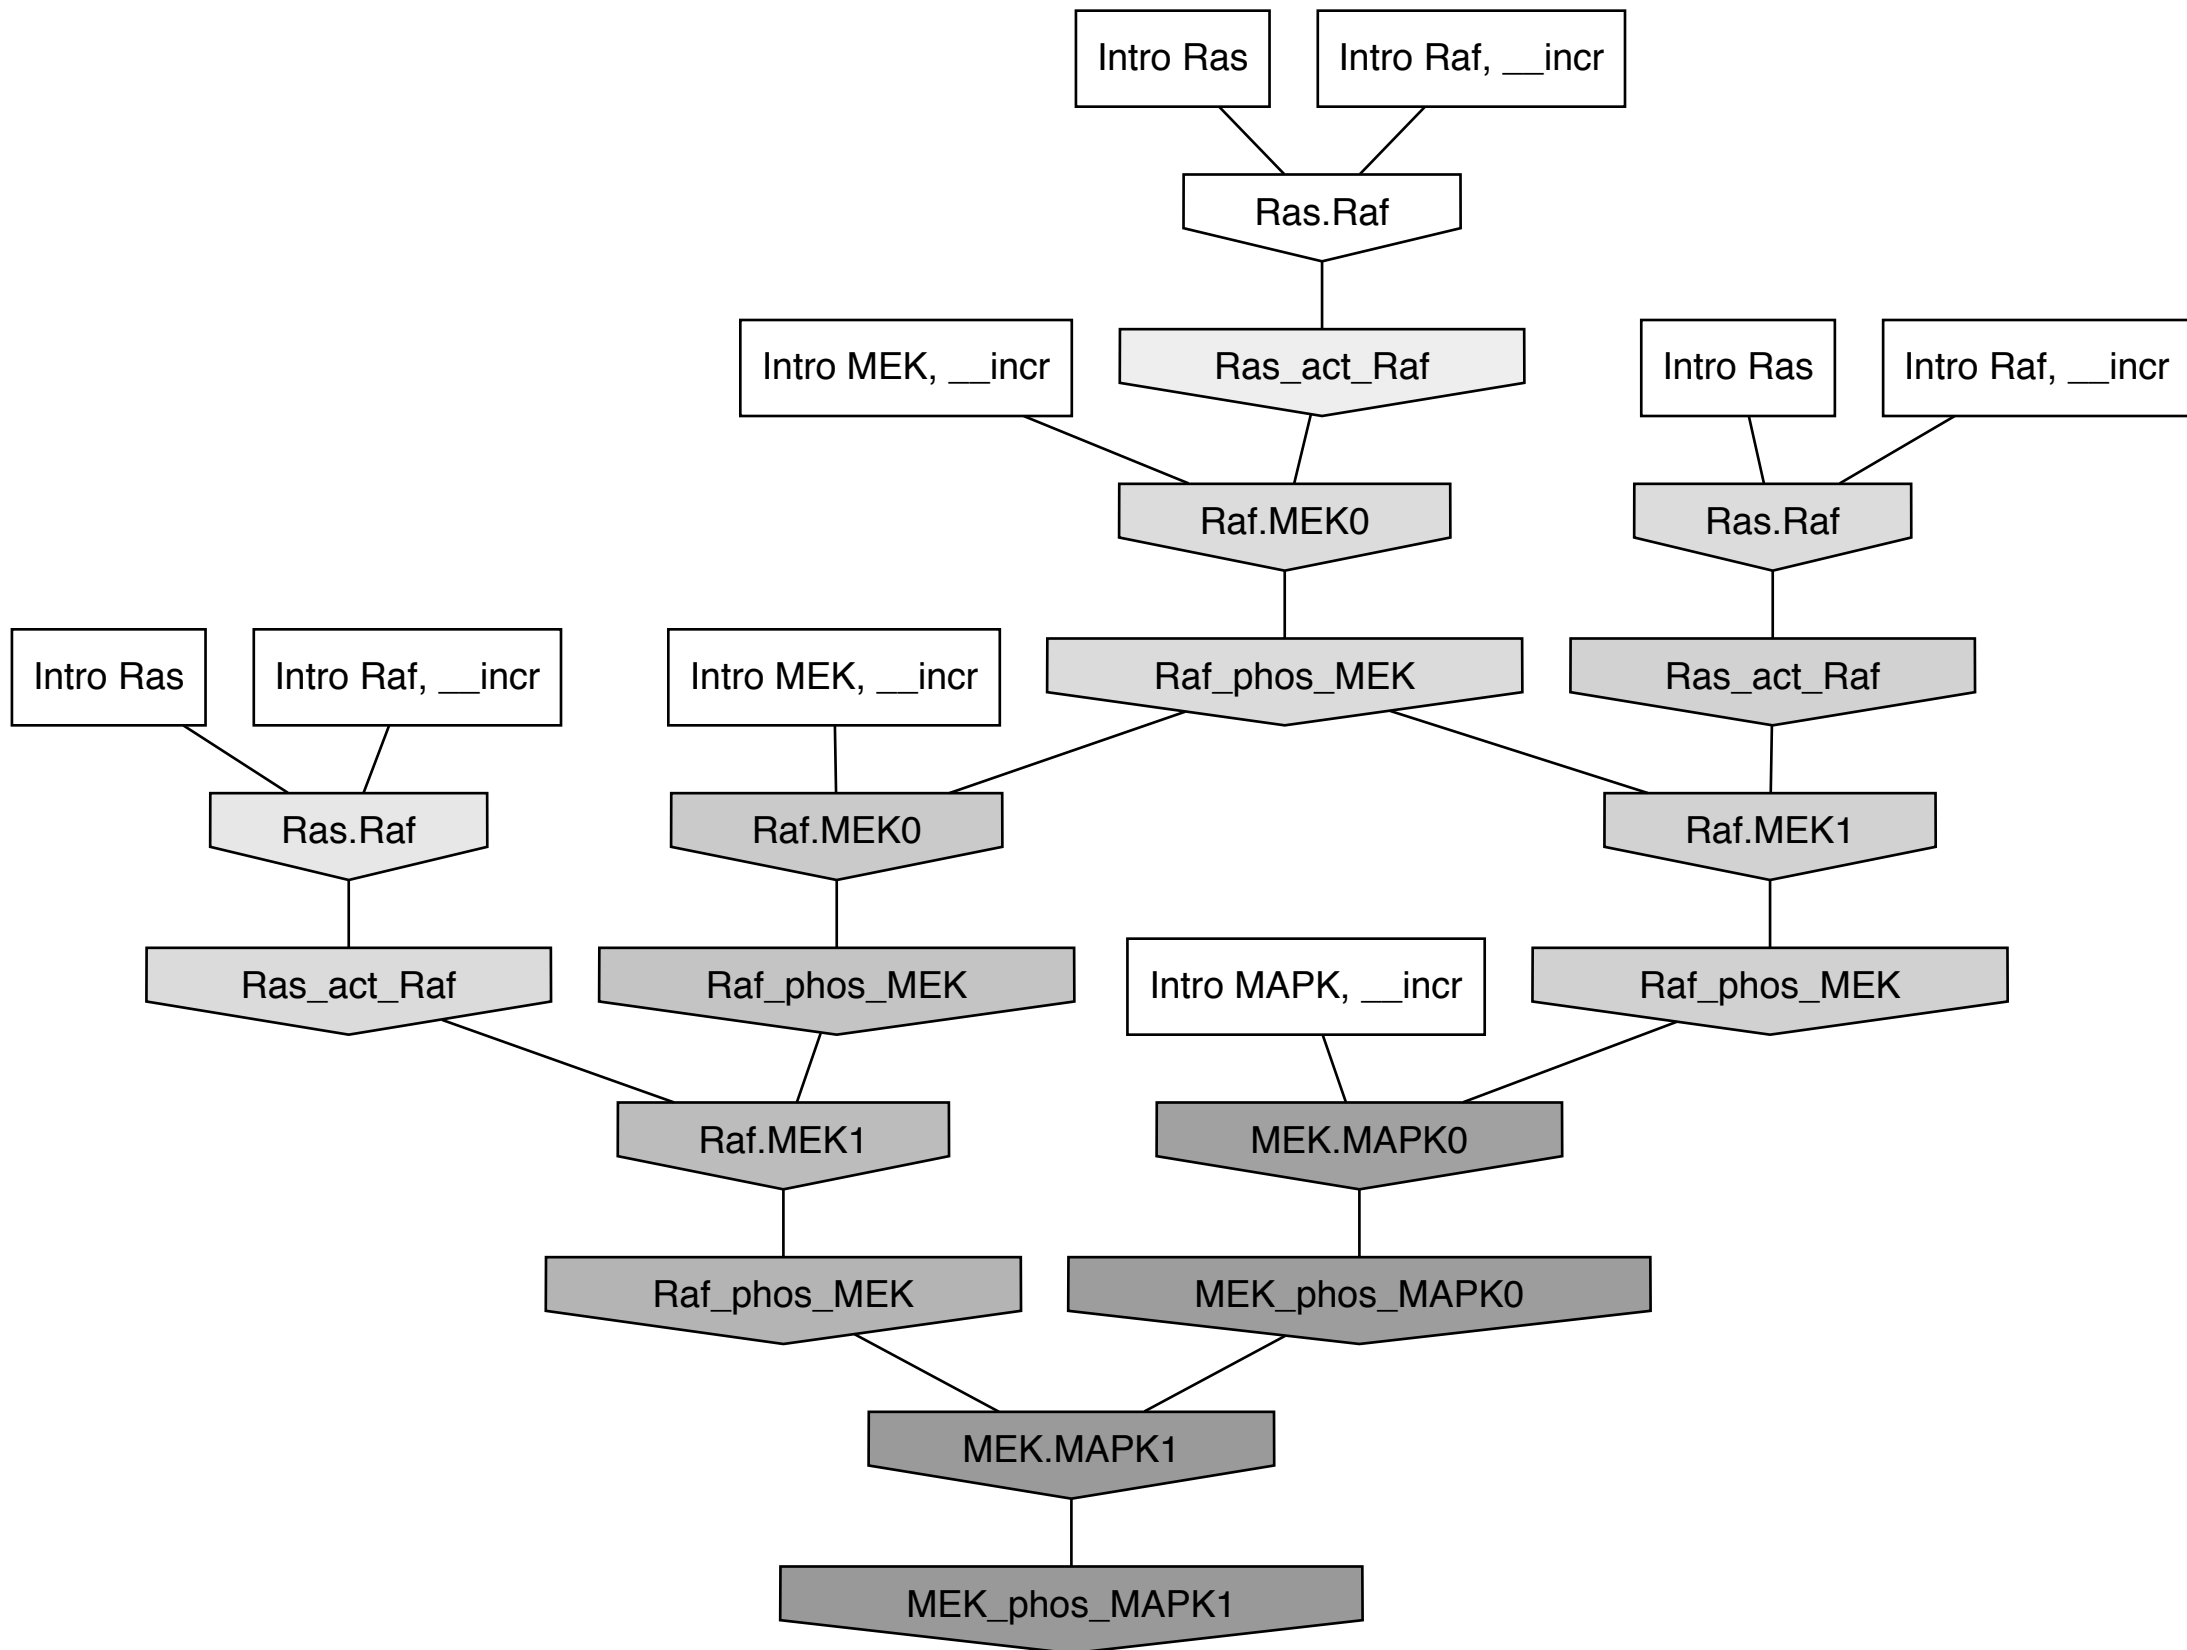 Intro Ras
Intro Raf, __incr
Ras.Raf
Intro MEK, __incr
Ras_act_Raf
Intro Ras
Intro Raf, __incr
Raf.MEK0
Ras.Raf
Intro Ras
Intro Raf, __incr
Intro MEK, __incr
Raf_phos_MEK
Ras_act_Raf
Ras.Raf
Raf.MEK0
Raf.MEK1
Ras_act_Raf
Raf_phos_MEK
Intro MAPK, __incr
Raf_phos_MEK
Raf.MEK1
MEK.MAPK0
Raf_phos_MEK
MEK_phos_MAPK0
MEK.MAPK1
MEK_phos_MAPK1